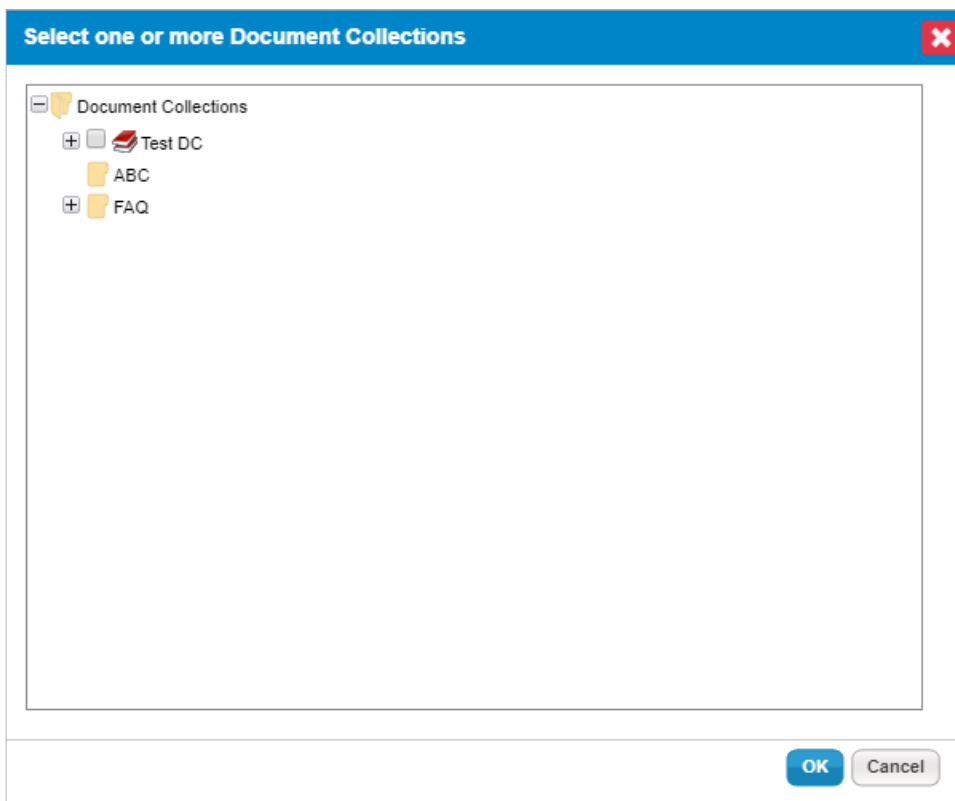 Select one or more Document Collections
Document Collections
Test DC
ABC
FAQ
OK Cancel